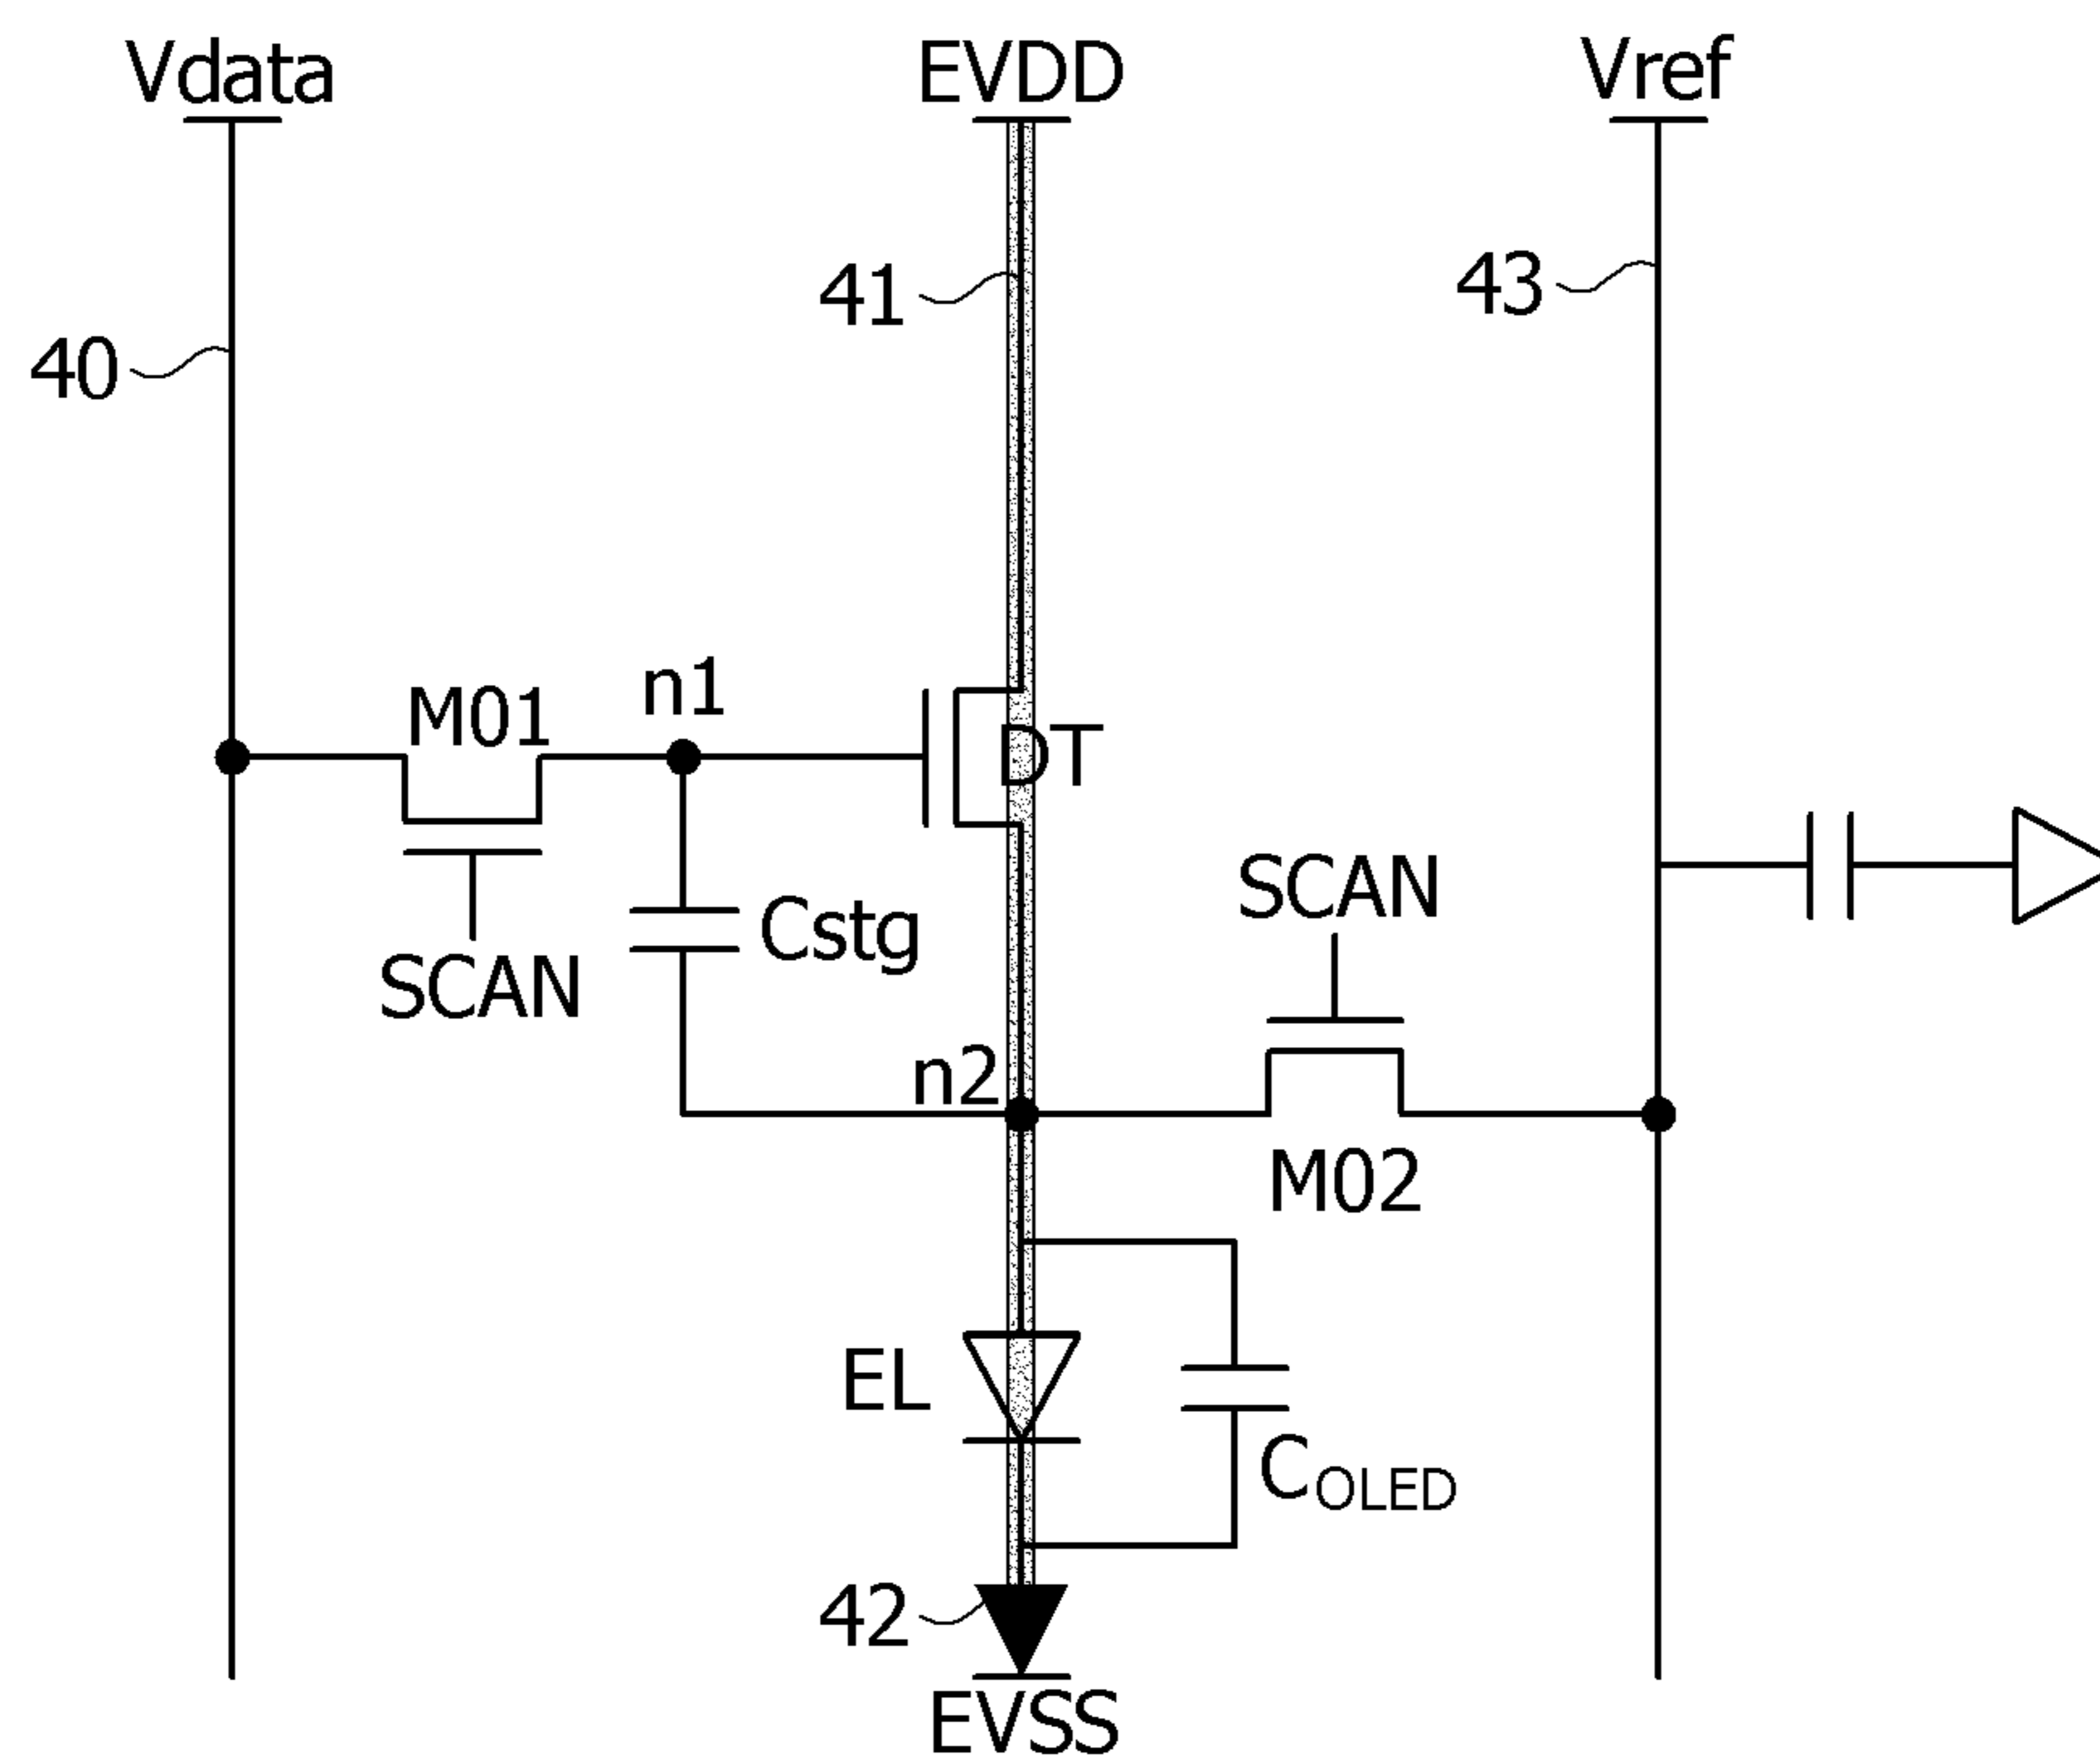 Vdata
EVDD
Vref
41
43
40
M01
n1
DT
SCAN
Cstg
SCAN
n2
M02
EL
COLED
42
EVSS